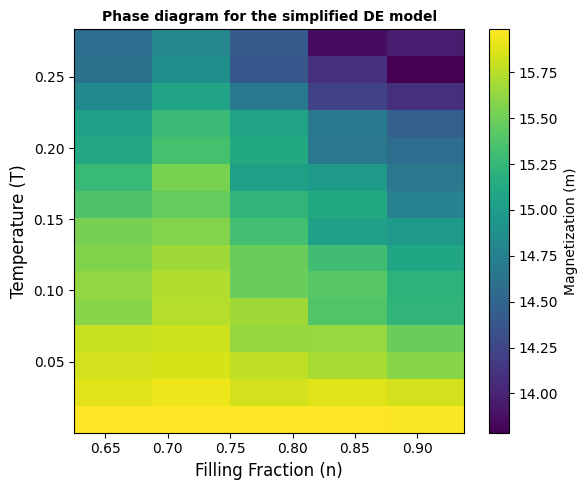 Phase diagram for the simplified DE model
0.25
0.20
0.15
0.10
0.05
Temperature (T)
0.65 0.70 0.75 0.80 0.85 0.90
Filling Fraction (n)
15.75
15.50
15.25
15.00
14.75
14.50
14.25
14.00
Magnetization (m)